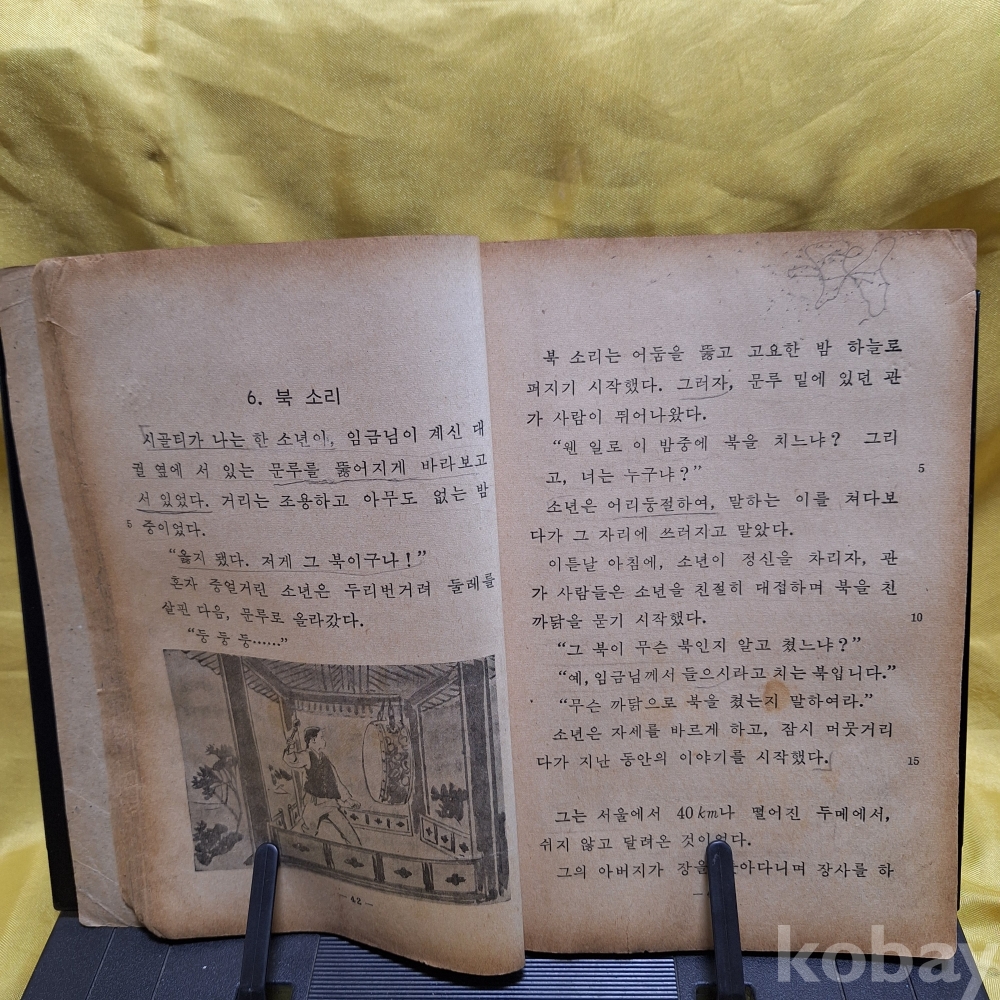 6. 북 소리
시골티가 나는 한 소년이, 임금님이 계신 대
궐 옆에 서 있는 문루를 뚫어지게 바라보고
서 있었다. 거리는 조용하고 아무도 없는 밤
5
중이었다.
“옳지 됐다. 저게 그 북이구나!”
혼자 중얼거린 소년은 두리번거려 둘레를
살핀 다음, 문루로 올라갔다.
“둥 둥 둥……”
— 42 —
북 소리는 어둠을 뚫고 고요한 밤 하늘로
퍼지기 시작했다. 그러자, 문루 밑에 있던 관
가 사람이 뛰어나왔다.
“웬 일로 이 밤중에 북을 치느냐? 그리
고, 너는 누구냐?”
5
소년은 어리둥절하여, 말하는 이를 쳐다보
다가 그 자리에 쓰러지고 말았다.
이튿날 아침에, 소년이 정신을 차리자, 관
가 사람들은 소년을 친절히 대접하며 북을 친
까닭을 묻기 시작했다.
10
“그 북이 무슨 북인지 알고 쳤느냐?”
“예, 임금님께서 들으시라고 치는 북입니다.”
“무슨 까닭으로 북을 쳤는지 말하여라.”
소년은 자세를 바르게 하고, 잠시 머뭇거리
다가 지난 동안의 이야기를 시작했다.
15
그는 서울에서 40km나 떨어진 두메에서,
쉬지 않고 달려온 것이었다.
그의 아버지가 장을 장사를 하
kobay